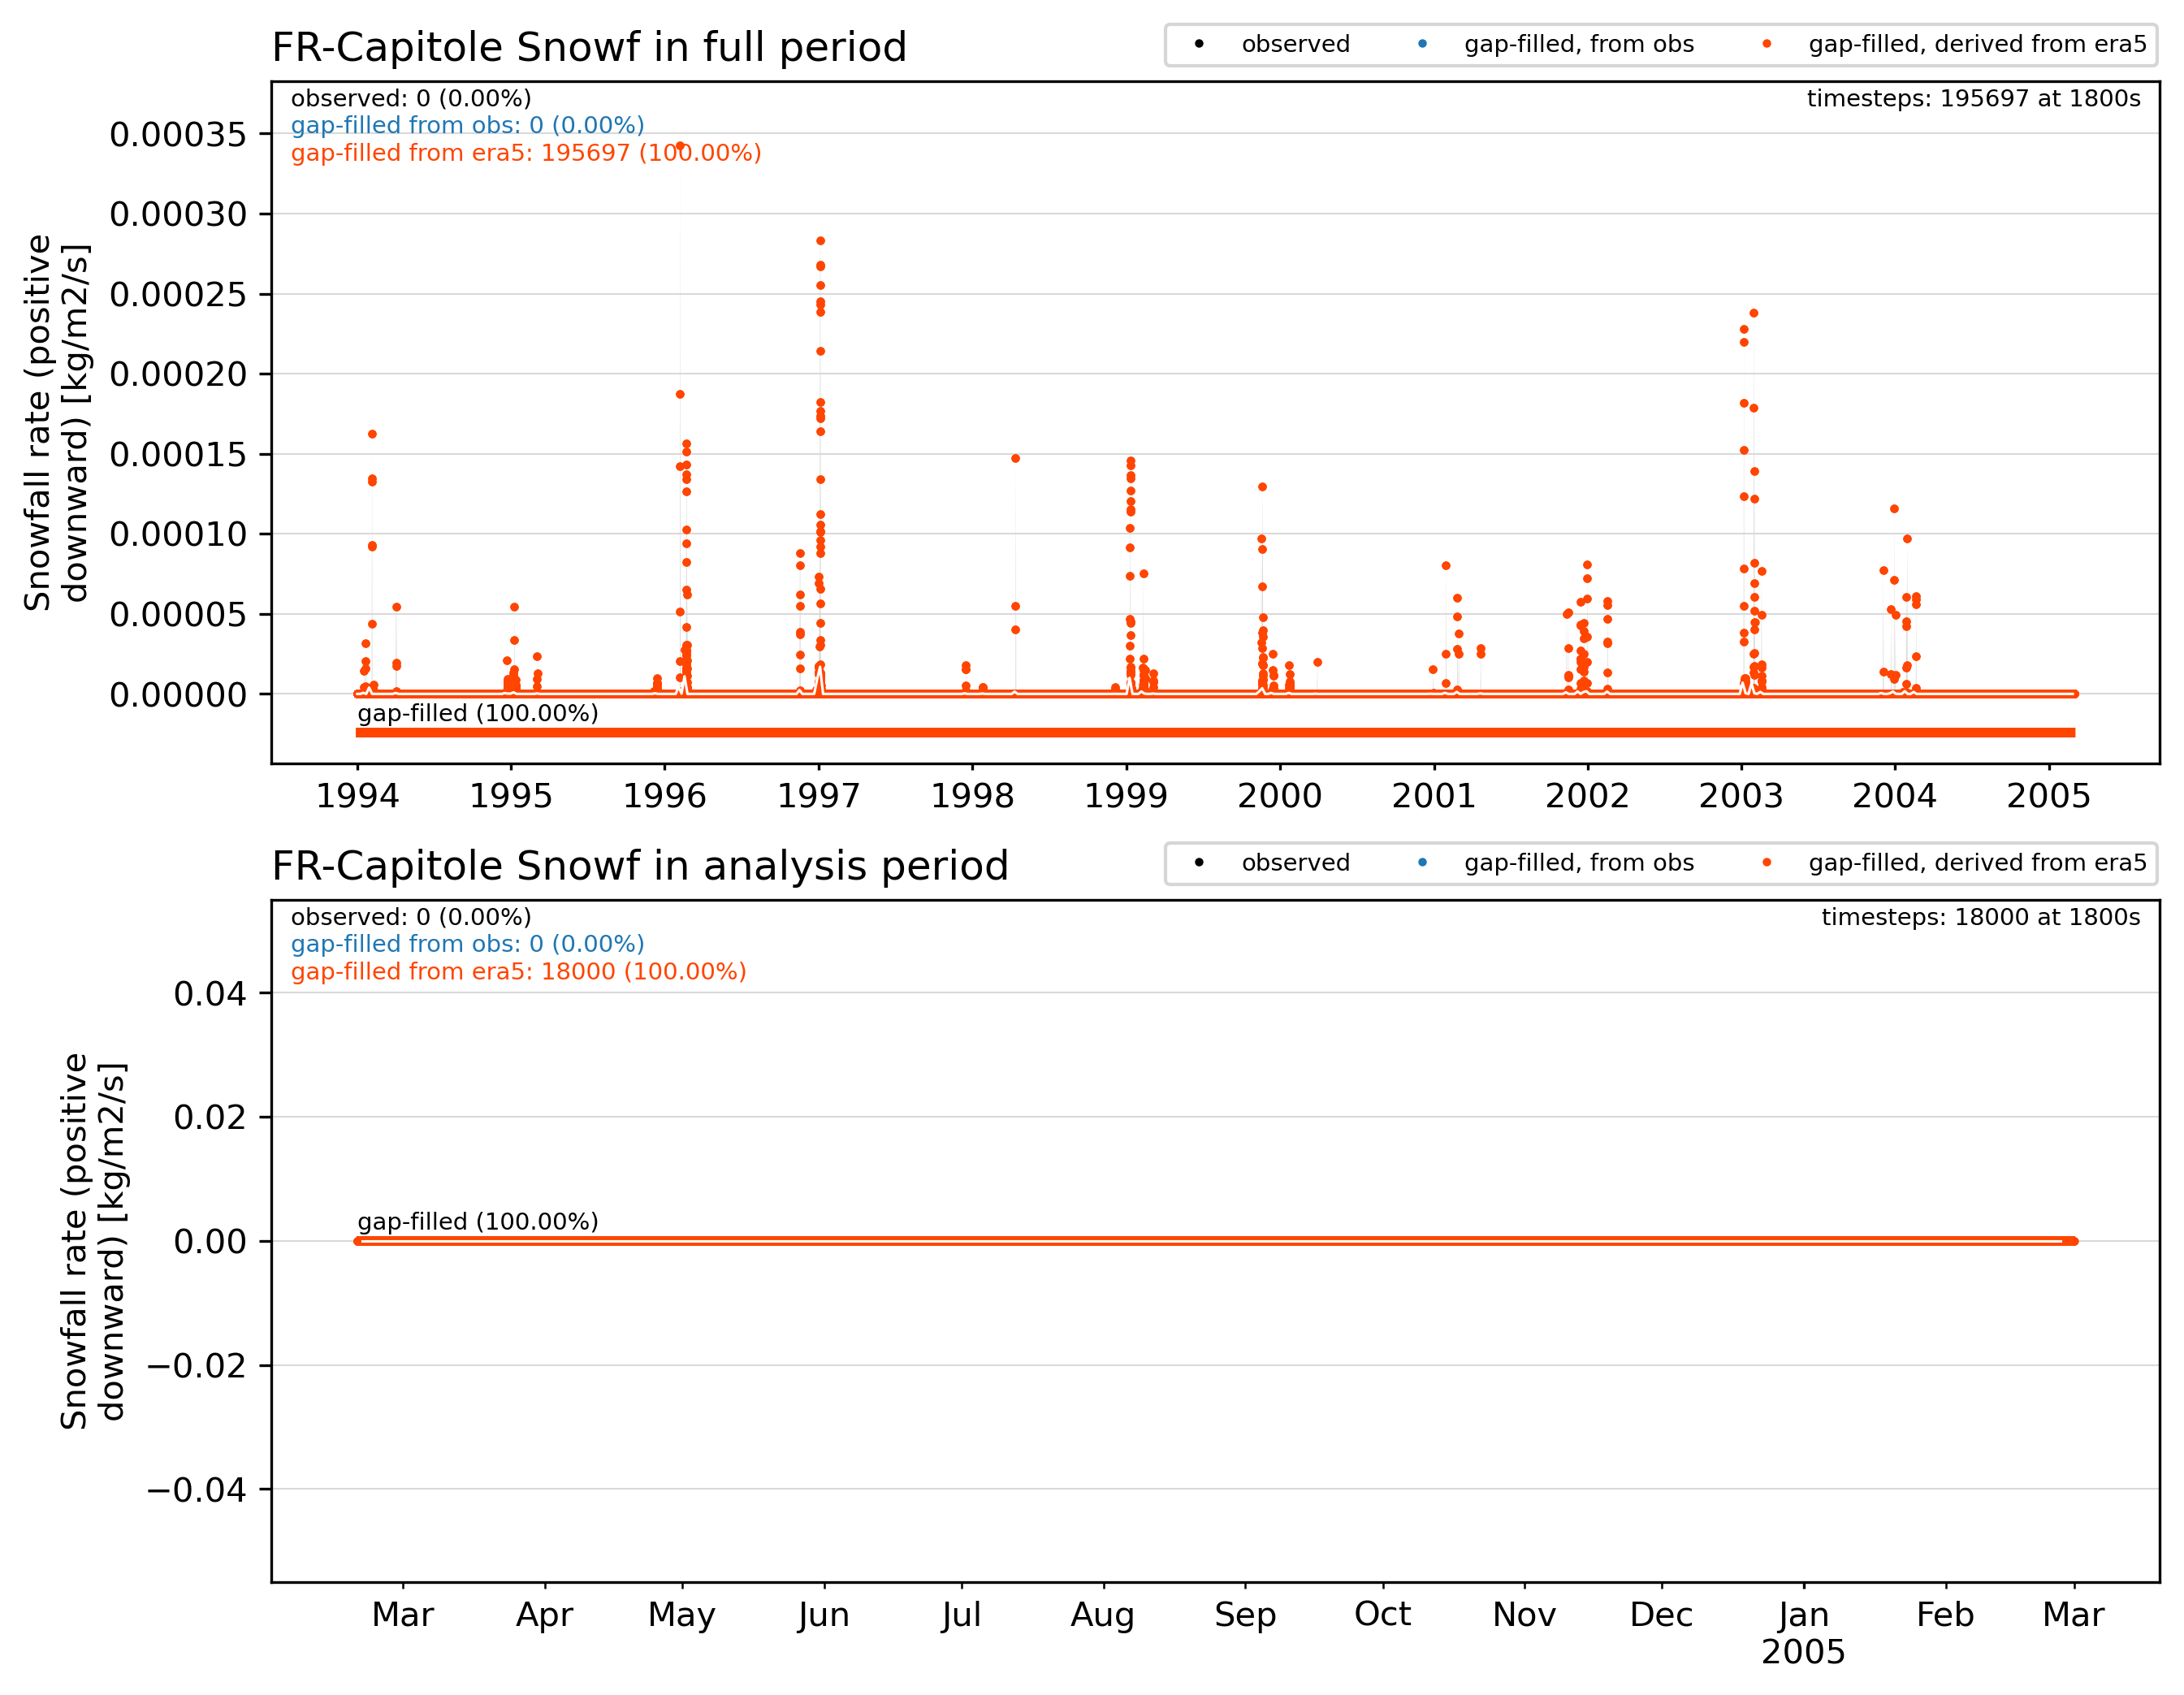 FR-Capitole Snowf in full period
observed
gap-filled, from obs
gap-filled, derived from era5
observed: 0 (0.00%)
gap-filled from obs: 0 (0.00%)
gap-filled from era5: 195697 (100.00%)
timesteps: 195697 at 1800s
Snowfall rate (positive
downward) [kg/m2/s]
0.00035
0.00030
0.00025
0.00020
0.00015
0.00010
0.00005
0.00000
gap-filled (100.00%)
1994 1995 1996 1997 1998 1999 2000 2001 2002 2003 2004 2005
FR-Capitole Snowf in analysis period
observed
gap-filled, from obs
gap-filled, derived from era5
observed: 0 (0.00%)
gap-filled from obs: 0 (0.00%)
gap-filled from era5: 18000 (100.00%)
timesteps: 18000 at 1800s
Snowfall rate (positive
downward) [kg/m2/s]
0.04
0.02
0.00
−0.02
−0.04
gap-filled (100.00%)
Mar Apr May Jun Jul Aug Sep Oct Nov Dec Jan Feb Mar
2005